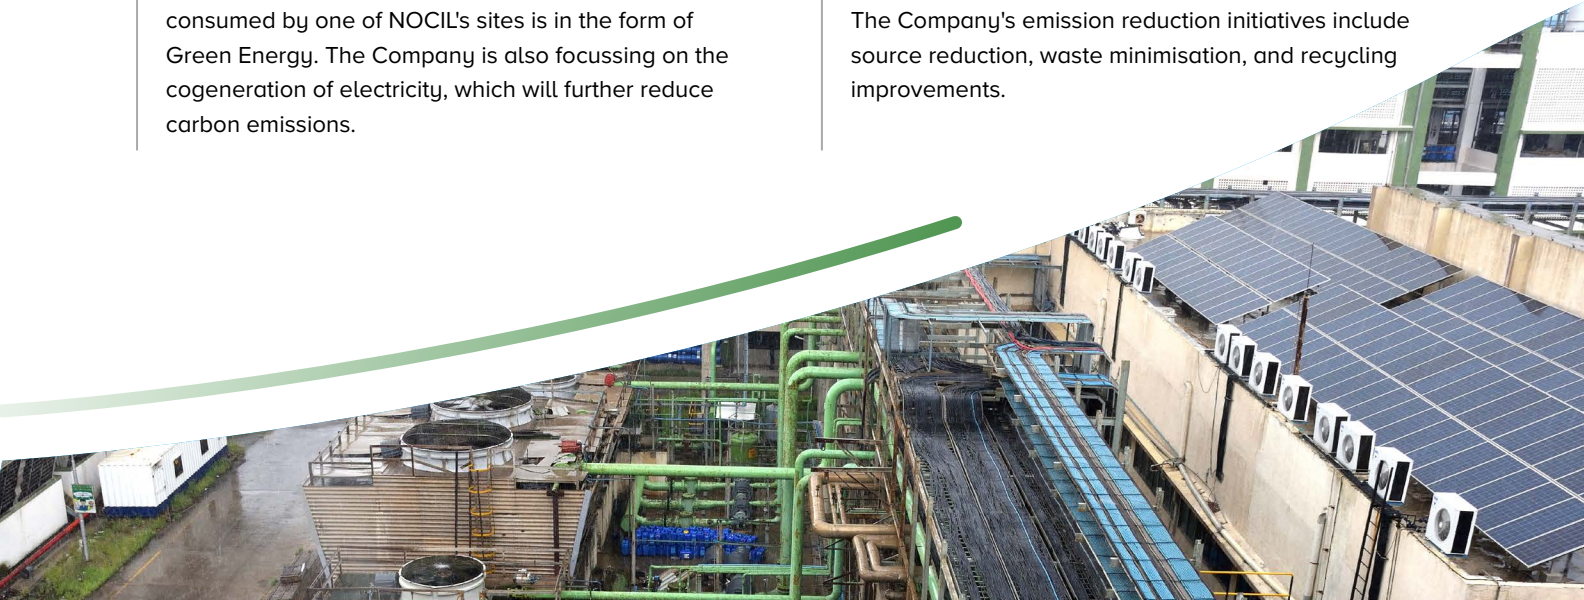 consumed by one of NOCIL's sites is in the form of
Green Energy. The Company is also focussing on the
cogeneration of electricity, which will further reduce
carbon emissions.
The Company's emission reduction initiatives include
source reduction, waste minimisation, and recycling
improvements.